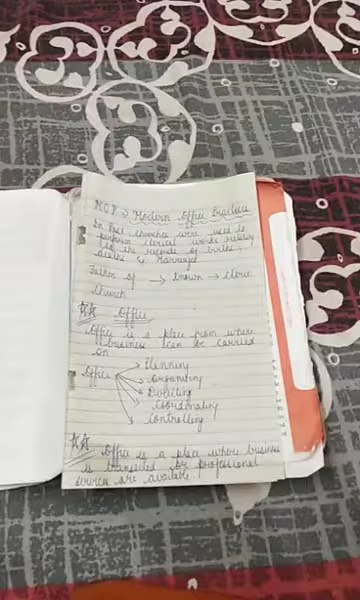 M.O.P → Modern Office Practice
In Past churches were used to
perform clerical works relating
to the records of births,
deaths & Marriages
Father of → known → cleric
Church
Office
Office is a place from where
business can be carried
on
Office → Planning
→ Organizing
→ Directing
→ Coordinating
→ Controlling
Office is a place where business
is transacted or professional
services are available